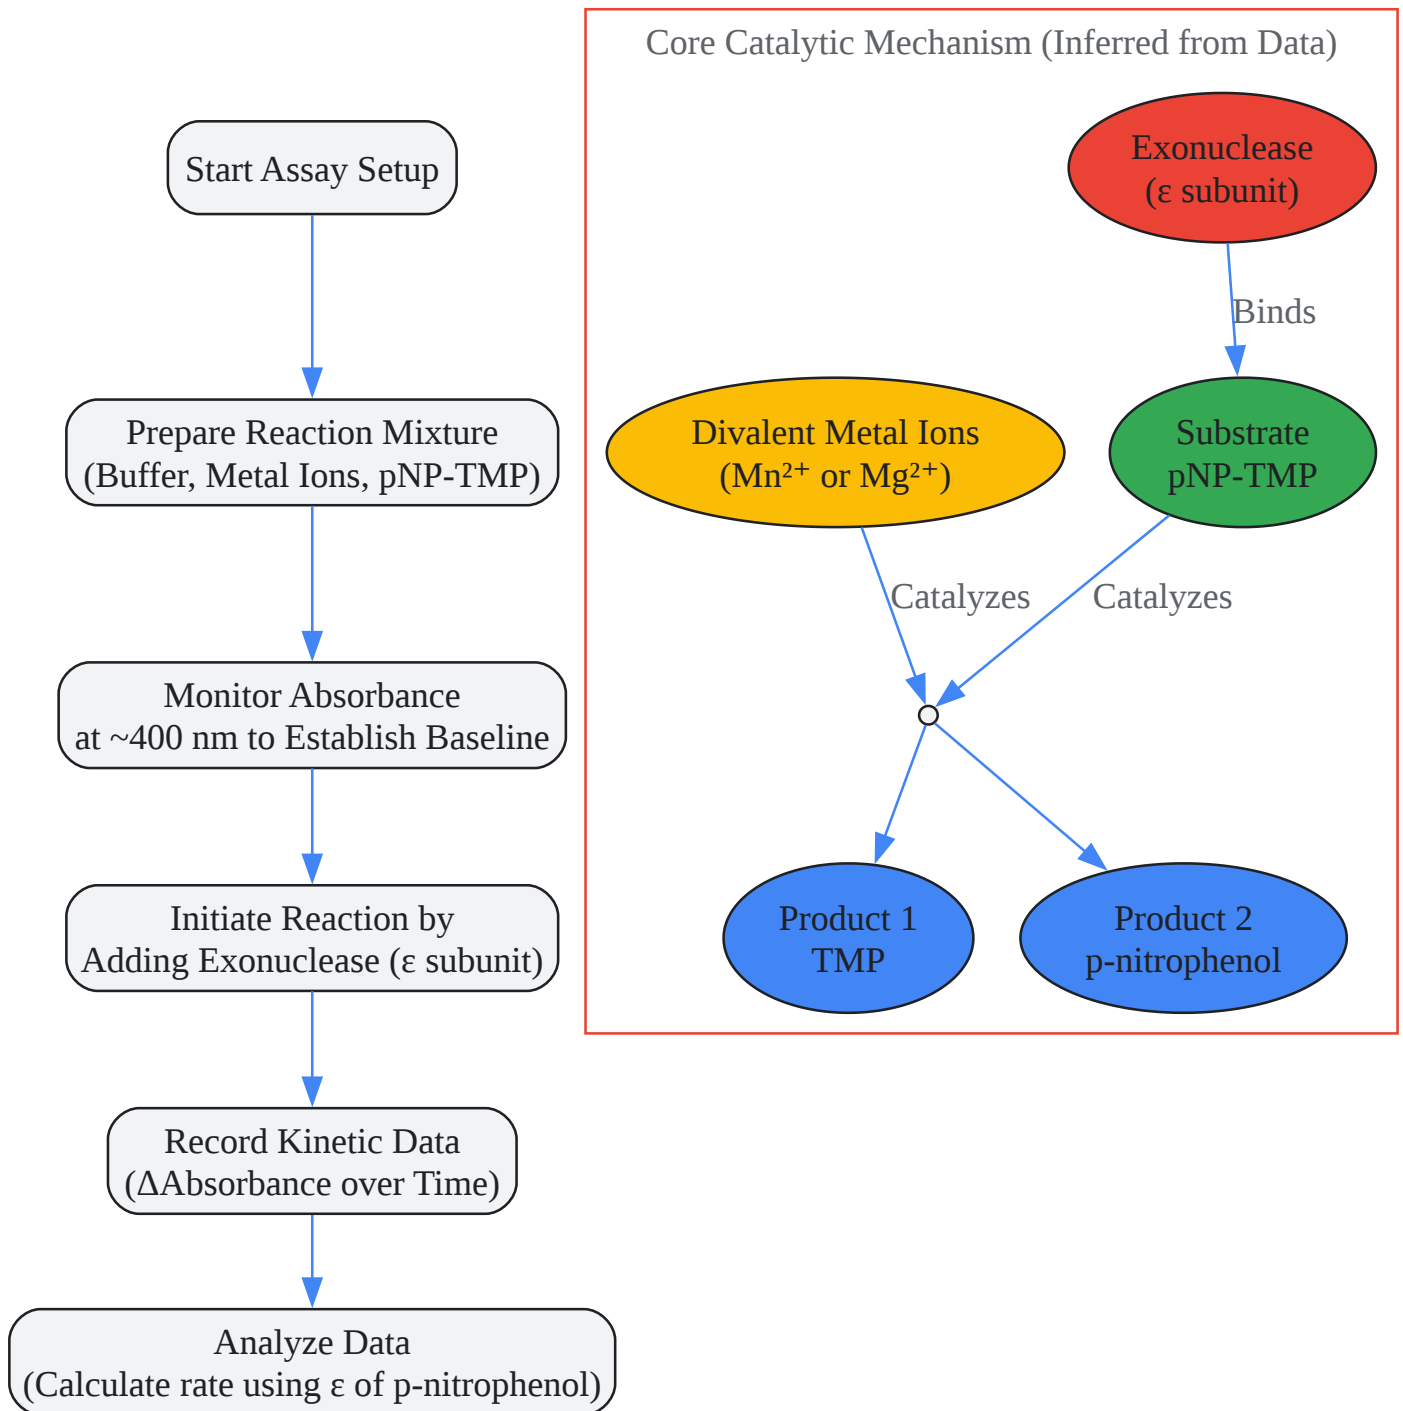 Start Assay Setup
Prepare Reaction Mixture
(Buffer, Metal Ions, pNP-TMP)
Monitor Absorbance
at ~400 nm to Establish Baseline
Initiate Reaction by
Adding Exonuclease (ε subunit)
Record Kinetic Data
(ΔAbsorbance over Time)
Analyze Data
(Calculate rate using ε of p-nitrophenol)
Core Catalytic Mechanism (Inferred from Data)
Exonuclease
(ε subunit)
Binds
Divalent Metal Ions
(Mn²⁺ or Mg²⁺)
Substrate
pNP-TMP
Catalyzes
Catalyzes
Product 1
TMP
Product 2
p-nitrophenol